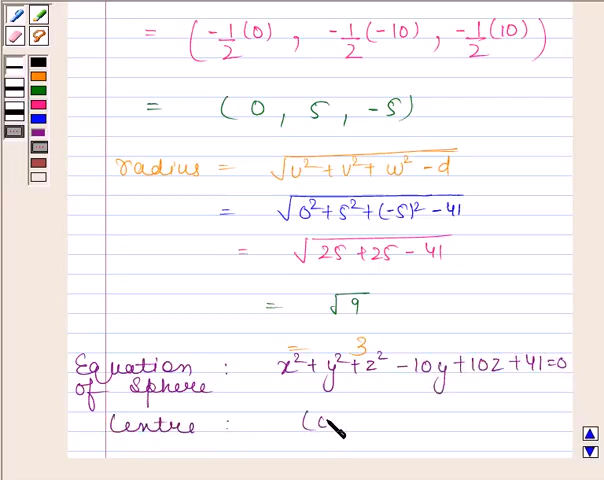 = (-1/2 (0) , -1/2 (-10) , -1/2 (10))
= (0 , 5 , -5)
radius = √(u² + v² + w² - d)
= √(0² + 5² + (-5)² - 41)
= √(25 + 25 - 41)
= √9
= 3
Equation of Sphere : x² + y² + z² - 10y + 10z + 41 = 0
Centre : (